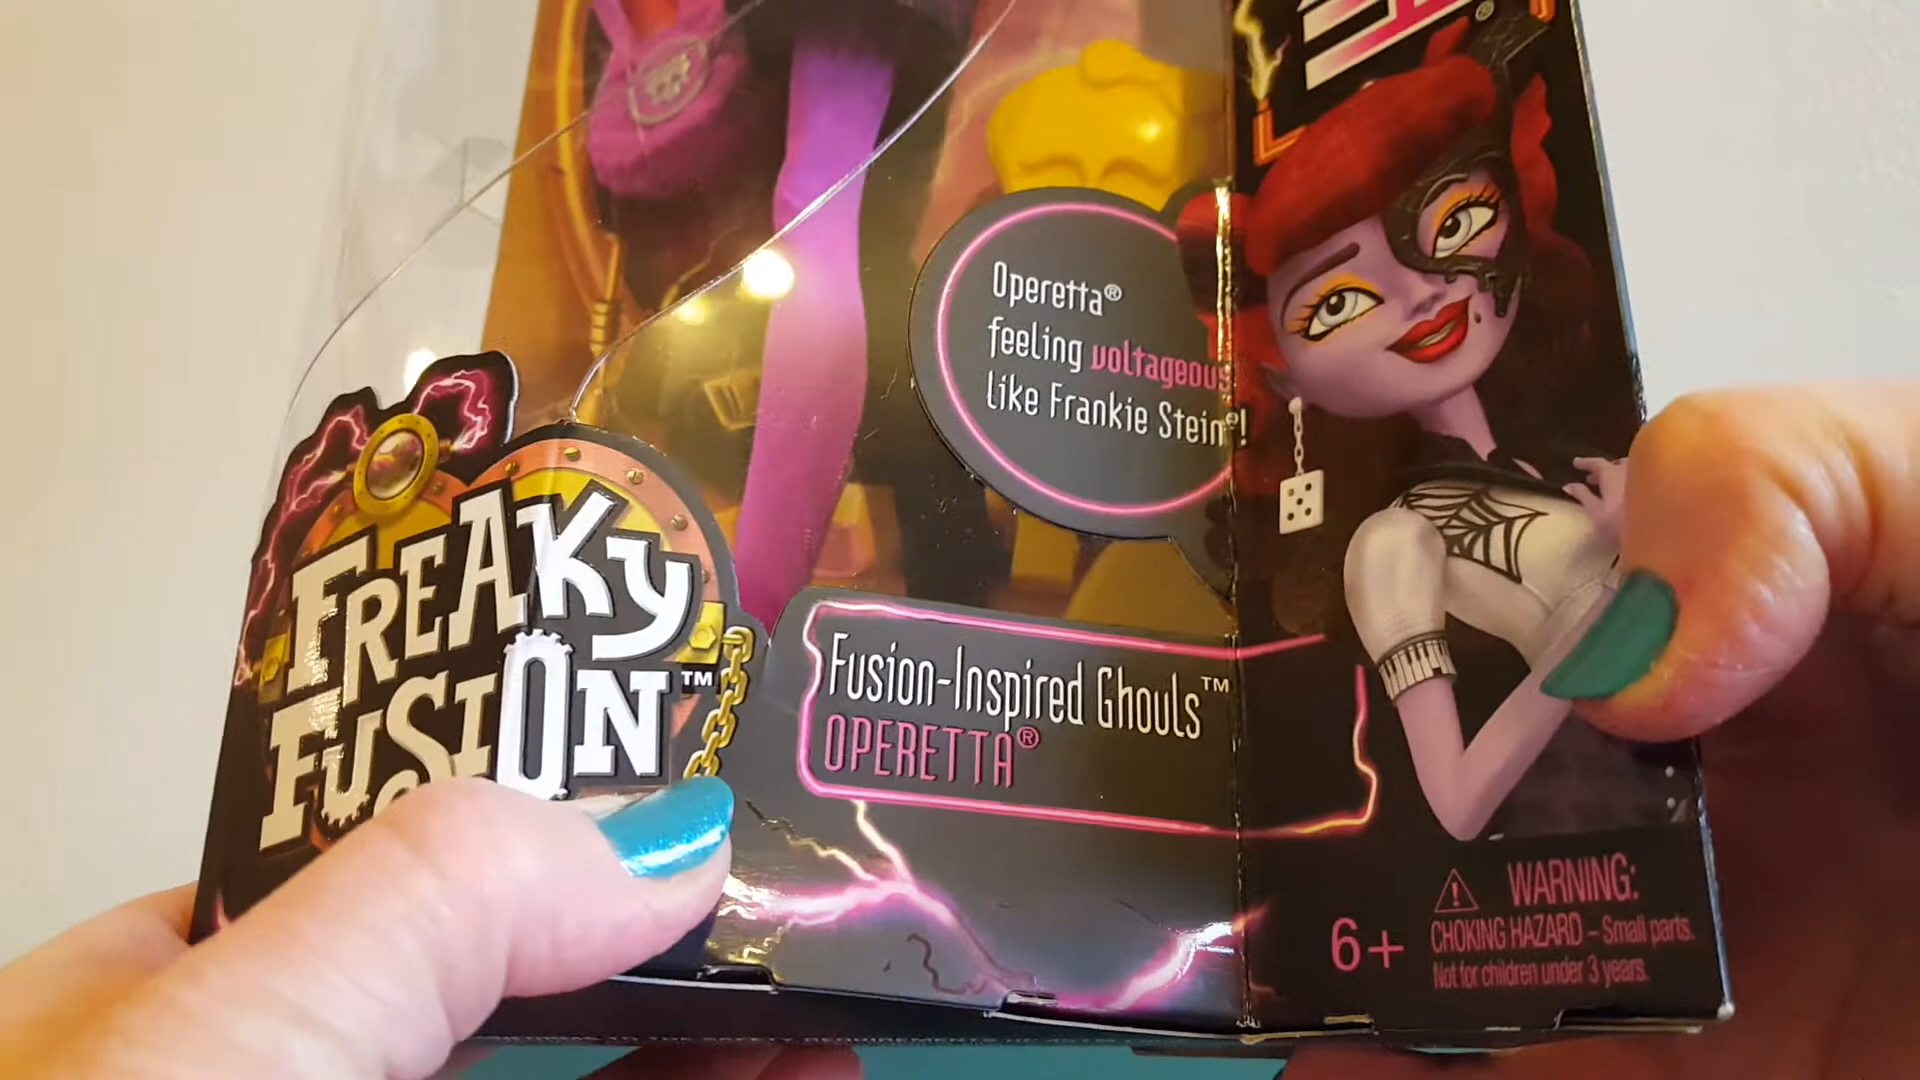 Operetta®
feeling voltageous
like Frankie Stein®!
FREAKY
FUSION™
Fusion-Inspired Ghouls™
OPERETTA®
®
WARNING:
6+
CHOKING HAZARD – Small parts.
Not for children under 3 years.